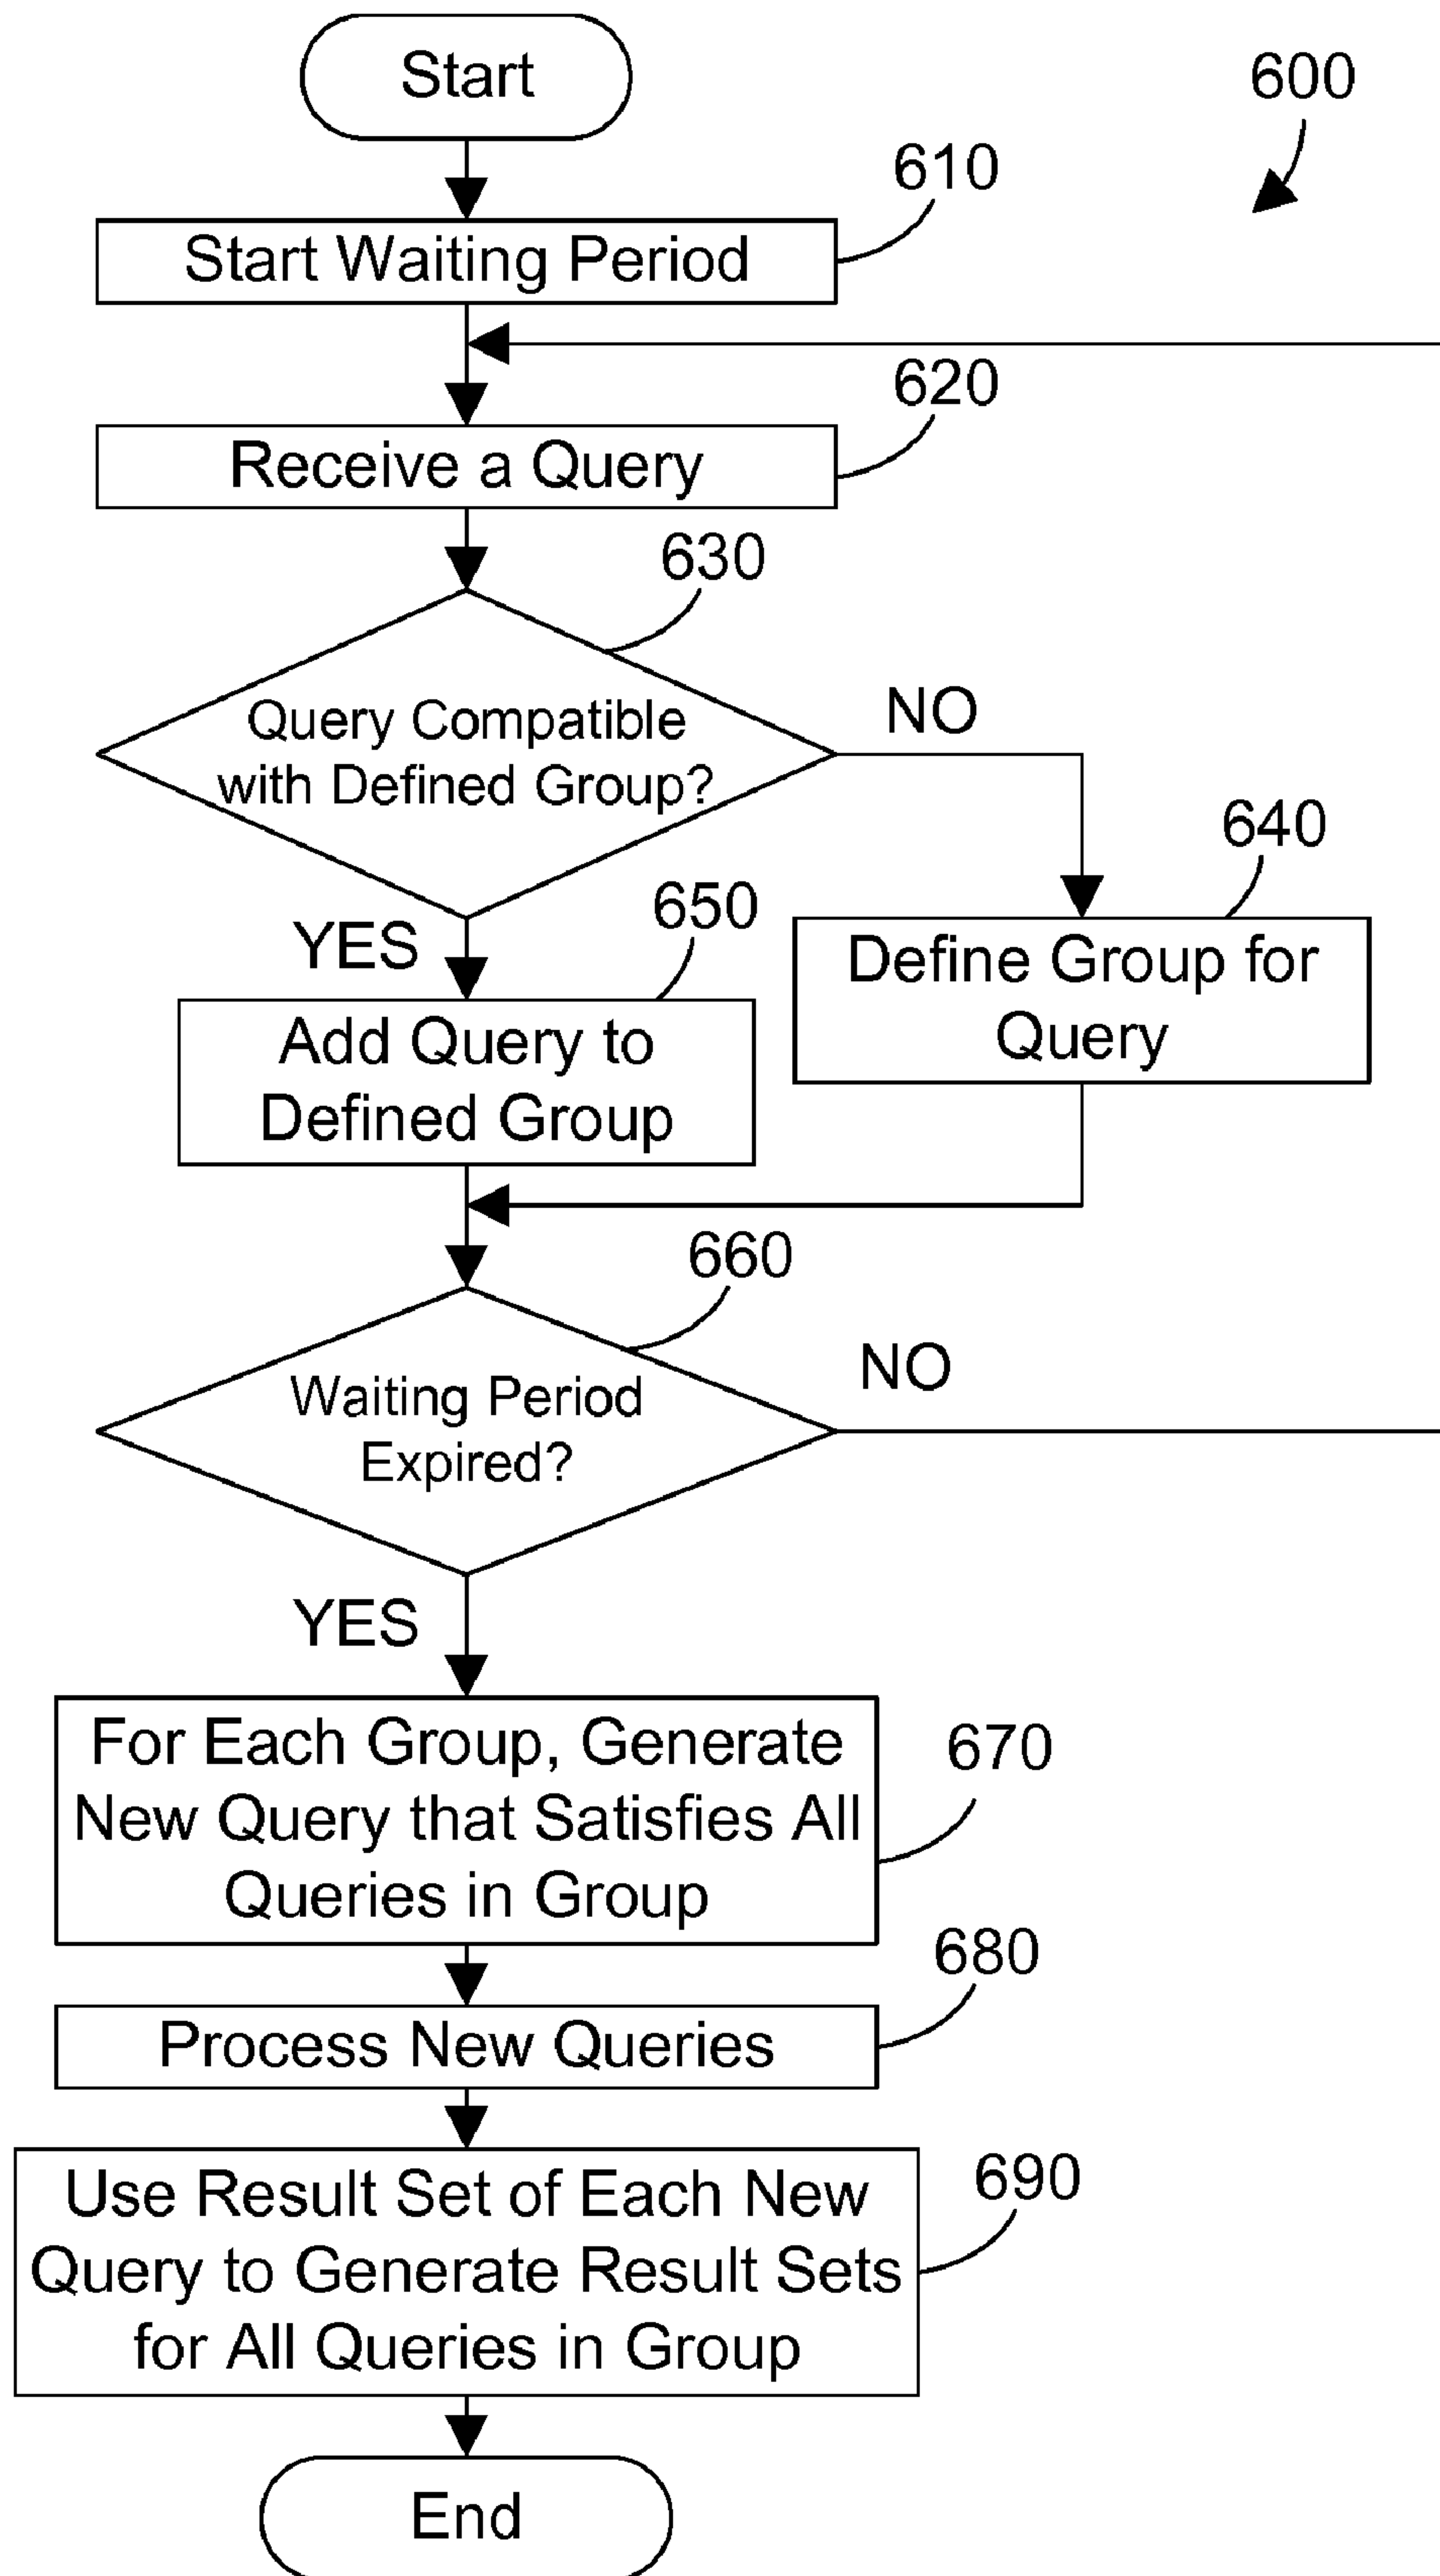 Start
600
610
Start Waiting Period
620
Receive a Query
630
Query Compatible
with Defined Group?
NO
640
650
YES
Define Group for
Query
Add Query to
Defined Group
660
Waiting Period
Expired?
NO
YES
For Each Group, Generate
New Query that Satisfies All
Queries in Group
670
680
Process New Queries
690
Use Result Set of Each New
Query to Generate Result Sets
for All Queries in Group
End